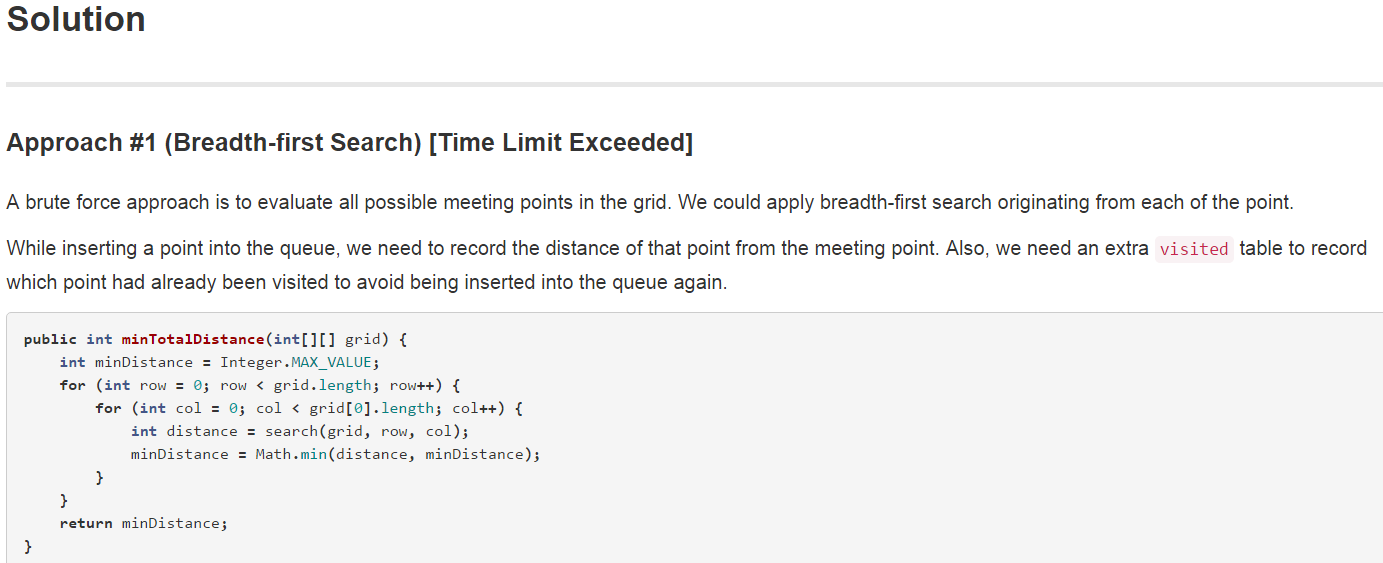 Solution
Approach #1 (Breadth-first Search) [Time Limit Exceeded]
A brute force approach is to evaluate all possible meeting points in the grid. We could apply breadth-first search originating from each of the point.
While inserting a point into the queue, we need to record the distance of that point from the meeting point. Also, we need an extra visited table to record
which point had already been visited to avoid being inserted into the queue again.
public int minTotalDistance(int[][] grid) {
    int minDistance = Integer.MAX_VALUE;
    for (int row = 0; row < grid.length; row++) {
        for (int col = 0; col < grid[0].length; col++) {
            int distance = search(grid, row, col);
            minDistance = Math.min(distance, minDistance);
        }
    }
    return minDistance;
}